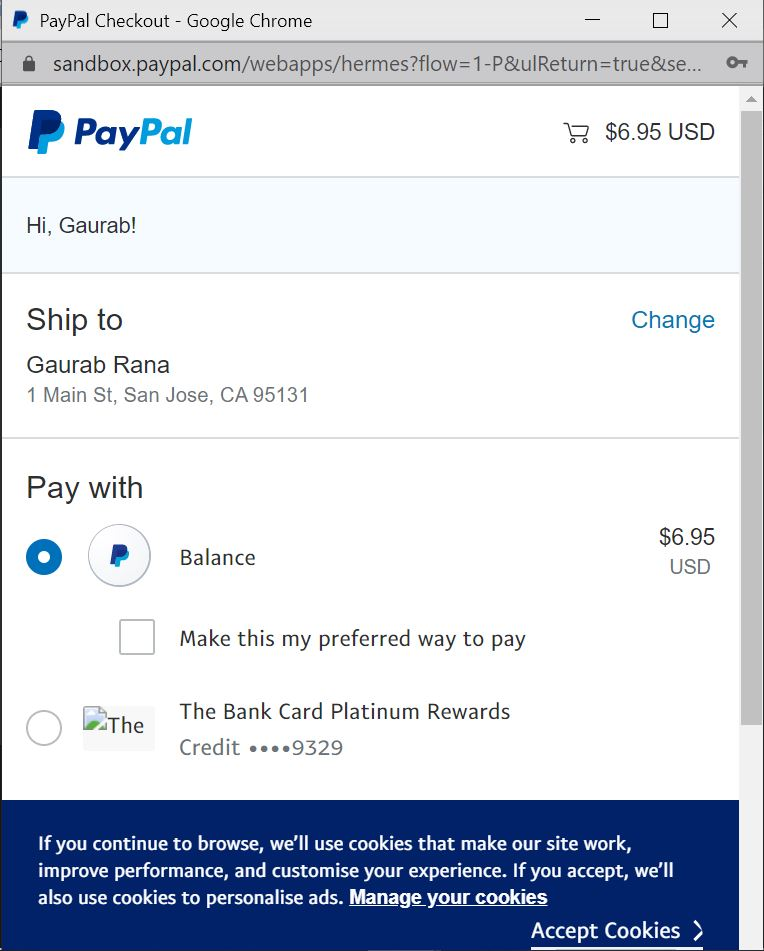 PayPal Checkout - Google Chrome
sandbox.paypal.com/webapps/hermes?flow=1-P&ulReturn=true&se...
PayPal
$6.95 USD
Hi, Gaurab!
Ship to
Change
Gaurab Rana
1 Main St, San Jose, CA 95131
Pay with
Balance
$6.95
USD
Make this my preferred way to pay
The
The Bank Card Platinum Rewards
Credit ••••9329
If you continue to browse, we’ll use cookies that make our site work,
improve performance, and customise your experience. If you accept, we’ll
also use cookies to personalise ads. Manage your cookies
Accept Cookies